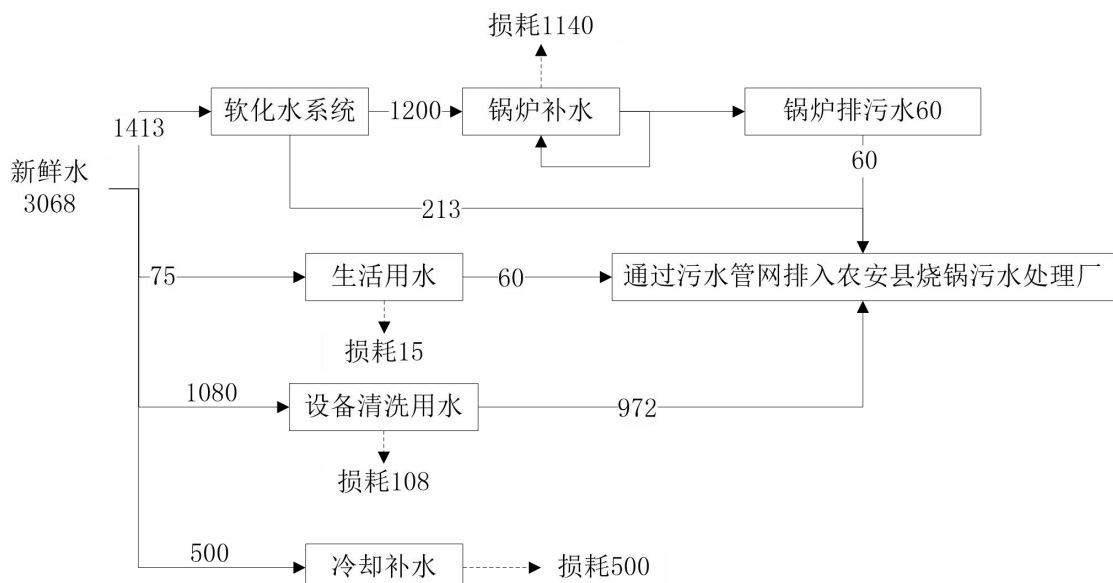 损耗1140
软化水系统
1200
锅炉补水
锅炉排污水60
1413
60
新鲜水
3068
213
75
生活用水
60
通过污水管网排入农安县烧锅污水处理厂
损耗15
1080
设备清洗用水
972
损耗108
500
冷却补水
损耗500